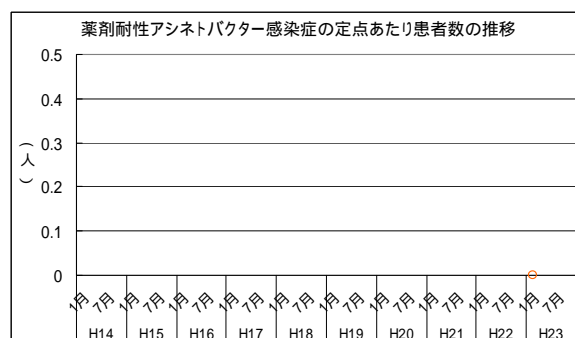 薬剤耐性アシネトバクター感染症の定点あたり患者数の推移
0.5
0.4
0.3
0.2
0.1
0
(人)
1月 7月 1月 7月 1月 7月 1月 7月 1月 7月 1月 7月 1月 7月 1月 7月 1月 7月 1月 7月
H14 H15 H16 H17 H18 H19 H20 H21 H22 H23